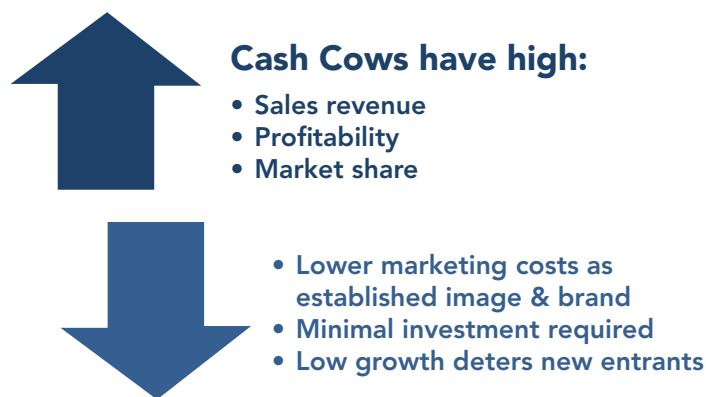 Cash Cows have high:
• Sales revenue
• Profitability
• Market share
• Lower marketing costs as
established image & brand
• Minimal investment required
• Low growth deters new entrants